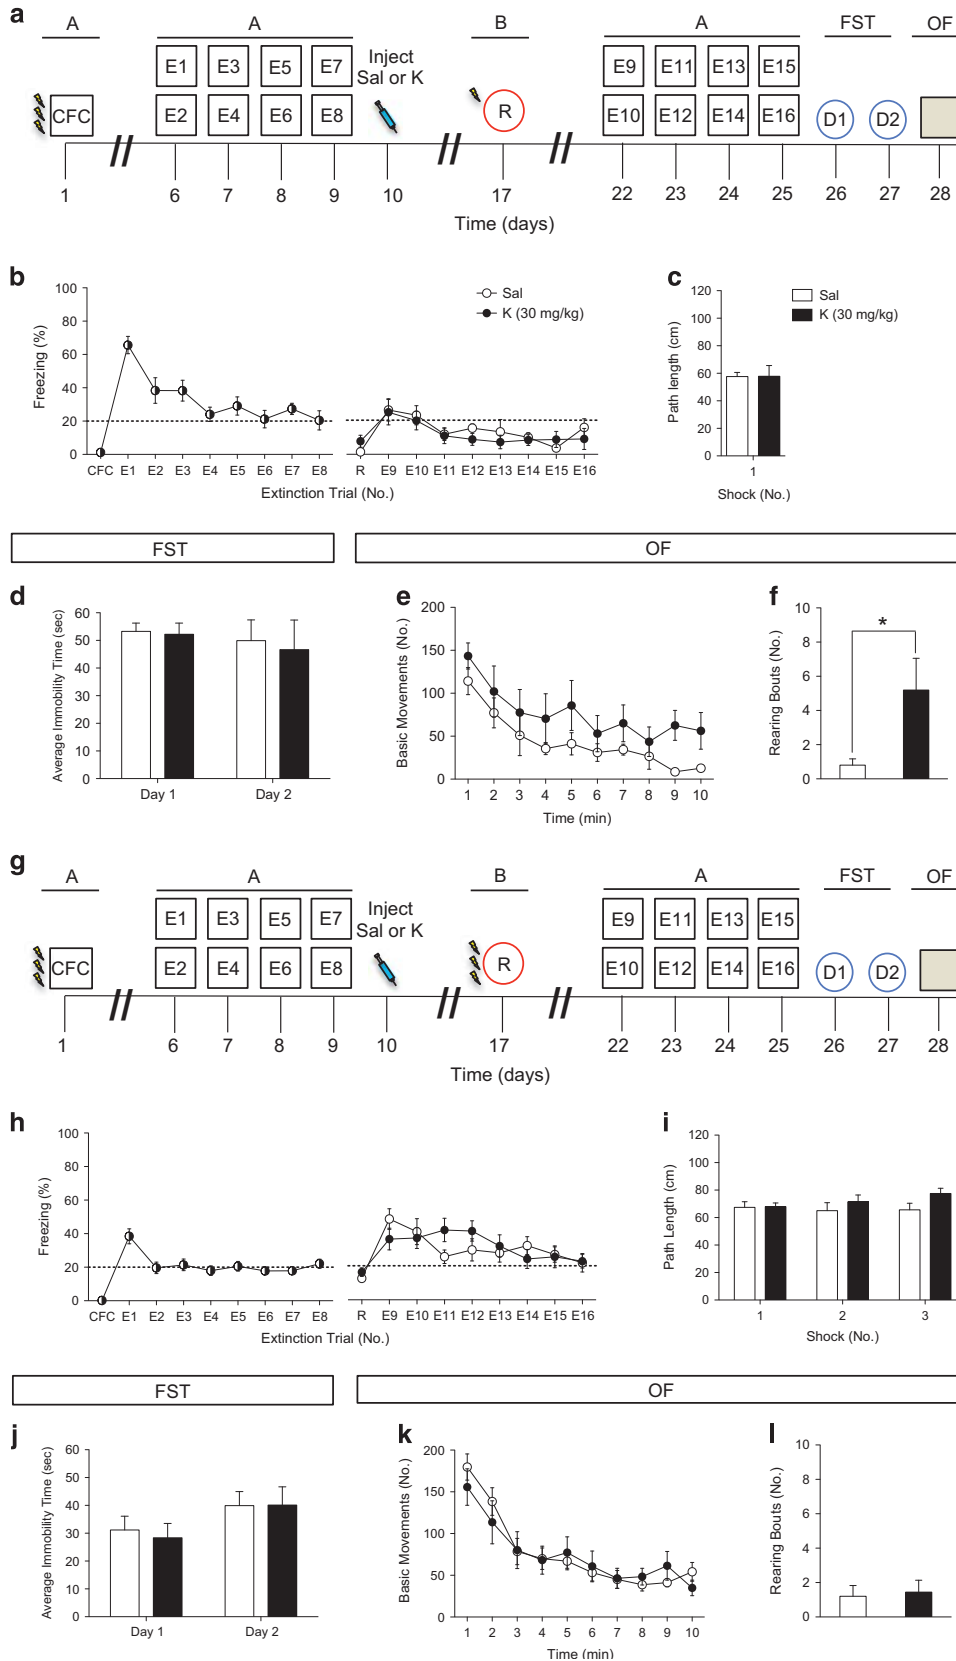 a
A A B A FST OF
E1 E3 E5 E7 Inject Sal or K E9 E11 E13 E15
CFC E2 E4 E6 E8 R E10 E12 E14 E16 D1 D2
1 6 7 8 9 10 17 22 23 24 25 26 27 28
Time (days)
b
Freezing (%)
100
80
60
40
20
0
Sal
K (30 mg/kg)
CFC E1 E2 E3 E4 E5 E6 E7 E8 R E9 E10 E11 E12 E13 E14 E15 E16
Extinction Trial (No.)
c
Path length (cm)
120
100
80
60
40
20
0
Sal
K (30 mg/kg)
1
Shock (No.)
FST
OF
d
Average Immobility Time (sec)
60
50
40
30
20
10
0
Day 1 Day 2
e
Basic Movements (No.)
200
150
100
50
0
1 2 3 4 5 6 7 8 9 10
Time (min)
f
Rearing Bouts (No.)
10
8
6
4
2
0
*
g
A A B A FST OF
E1 E3 E5 E7 Inject Sal or K E9 E11 E13 E15
CFC E2 E4 E6 E8 R E10 E12 E14 E16 D1 D2
1 6 7 8 9 10 17 22 23 24 25 26 27 28
Time (days)
h
Freezing (%)
100
80
60
40
20
0
CFC E1 E2 E3 E4 E5 E6 E7 E8 R E9 E10 E11 E12 E13 E14 E15 E16
Extinction Trial (No.)
i
Path Length (cm)
120
100
80
60
40
20
0
1 2 3
Shock (No.)
FST
OF
j
Average Immobility Time (sec)
60
50
40
30
20
10
0
Day 1 Day 2
k
Basic Movements (No.)
200
150
100
50
0
1 2 3 4 5 6 7 8 9 10
Time (min)
l
Rearing Bouts (No.)
10
8
6
4
2
0